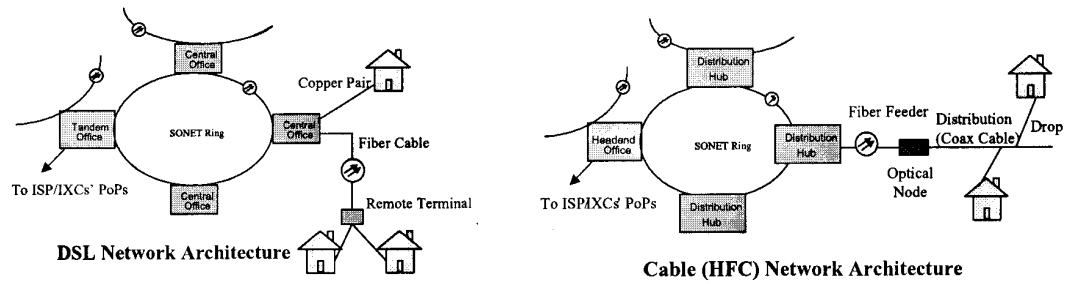 Central
Office
Copper Pair
Tandem
Office
SONET Ring
Central
Office
Fiber Cable
To ISP/IXCs' PoPs
Central
Office
Remote Terminal
DSL Network Architecture
Distribution
Hub
Fiber Feeder
Distribution
(Coax Cable)
Drop
Headand
Office
SONET Ring
Distribution
Hub
Optical
Node
To ISP/IXCs' PoPs
Distribution
Hub
Cable (HFC) Network Architecture